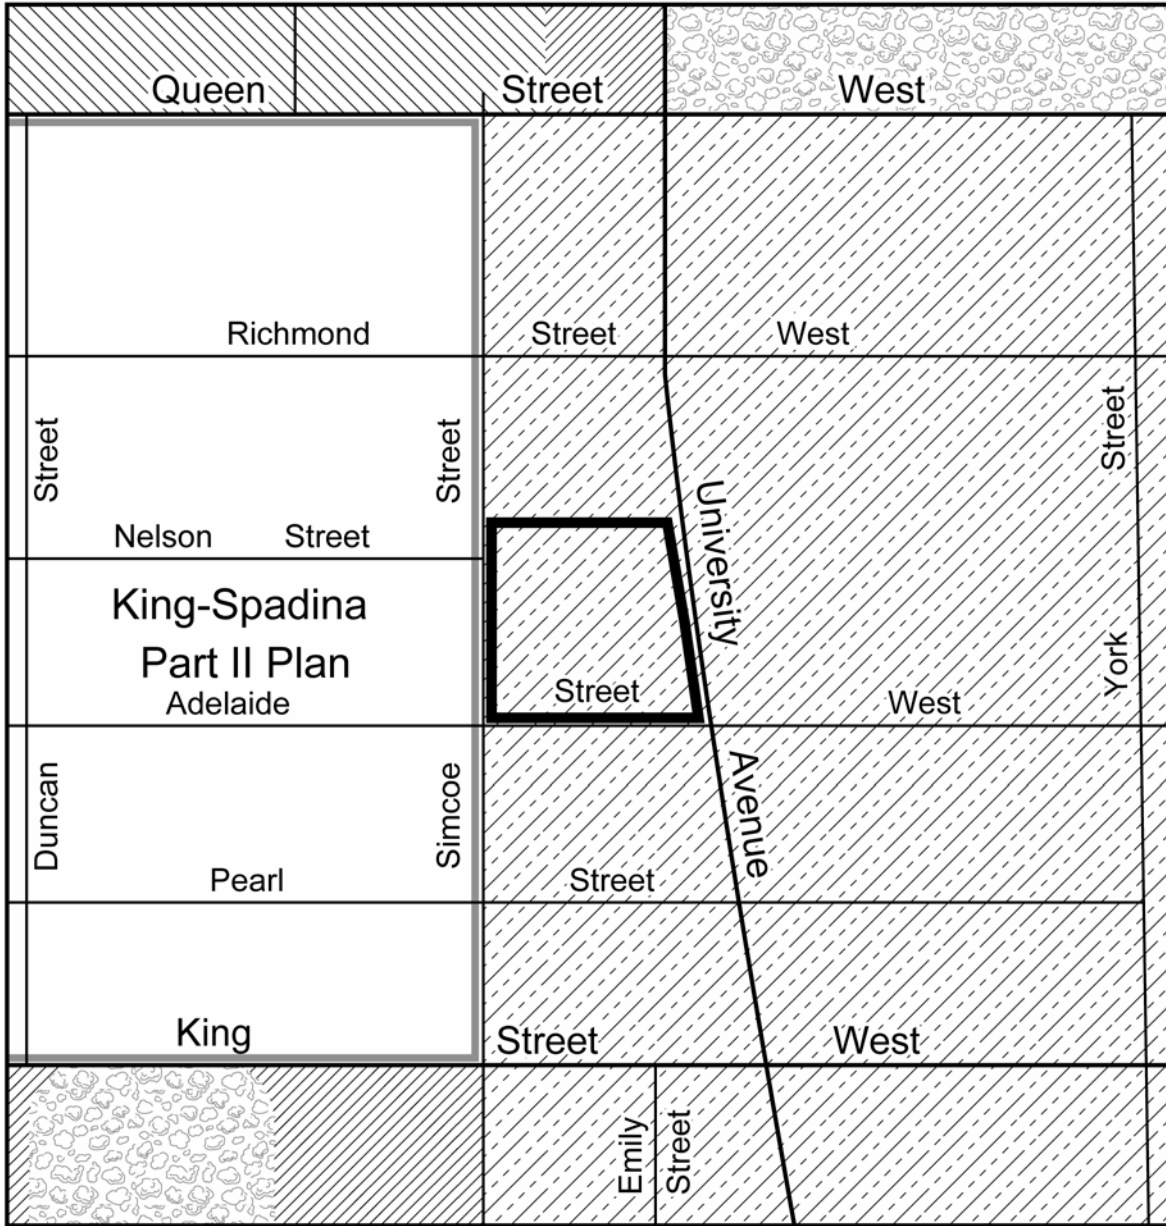 Queen Street West
Richmond Street West
Street
Street
Street
University
Nelson Street
King-Spadina
Part II Plan
Adelaide Street West
York
Avenue
Duncan
Simcoe
Pearl Street
King Street West
Emily
Street